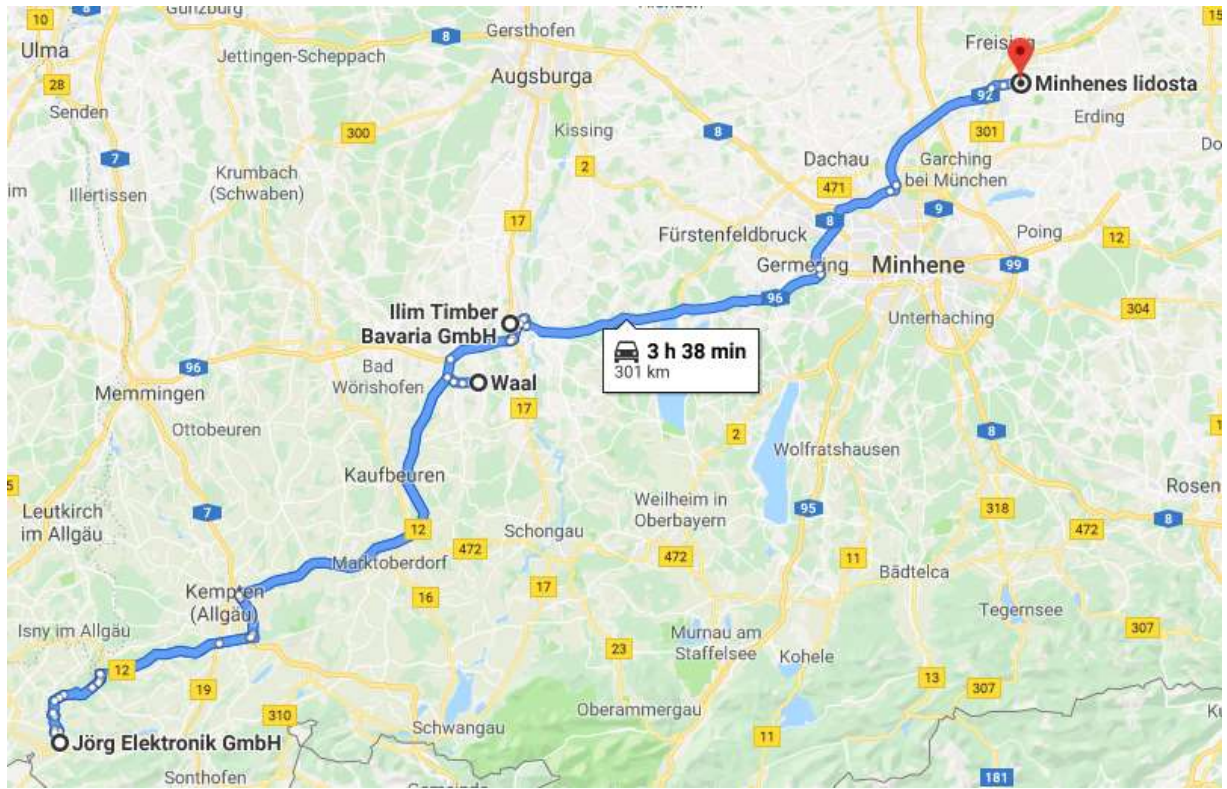 Günzburg
Freising
10
8
Gersthofen
8
Ulma
Jettingen-Scheppach
Augsburga
Minhenes lidosta
28
92
Senden
Kissing
301
Erding
300
8
7
Dachau
Garching
bei München
2
Krumbach
(Schwaben)
471
Illertissen
im
9
17
8
Poing
12
Fürstenfeldbruck
Germering
Minhene
99
96
304
Ilim Timber
Bavaria GmbH
Unterhaching
3 h 38 min
301 km
Bad
Wörishofen
96
Waal
Memmingen
17
Ottobeuren
2
8
Wolfratshausen
Kaufbeuren
5
Rosen
Leutkirch
im Allgäu
7
Weilheim in
Oberbayern
95
318
8
12
472
Schongau
472
472
11
Marktoberdorf
Bādtelca
Kempten
(Allgäu)
16
17
Tegernsee
Isny im Allgäu
Murnau am
Staffelsee
307
23
Kohele
12
19
13
307
310
Schwangau
Oberammergau
11
Jörg Elektronik GmbH
Sonthofen
181